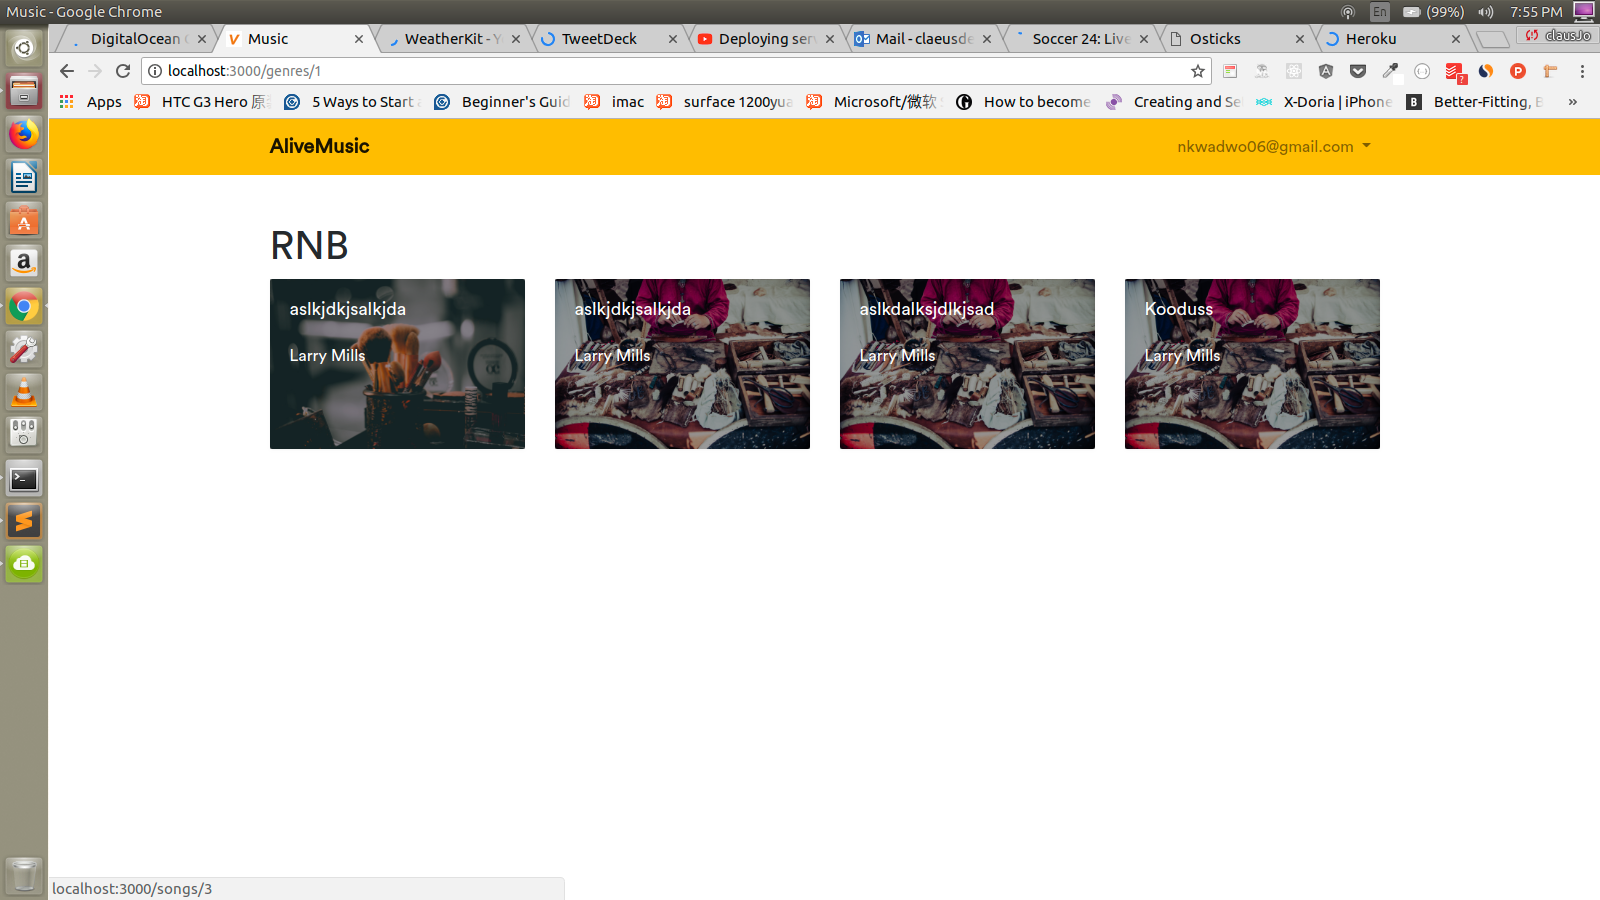 Music - Google Chrome
En
(99%)
7:55 PM
DigitalOcean
Music
WeatherKit - Y
TweetDeck
Deploying serv
Mail - claeusde
Soccer 24: Live
Osticks
Heroku
clausJo
localhost:3000/genres/1
Apps
HTC G3 Hero 原
5 Ways to Start
Beginner's Guid
imac
surface 1200yua
Microsoft/微软
How to become
Creating and Se
X-Doria | iPhone
Better-Fitting, B
»
AliveMusic
nkwadwo06@gmail.com
RNB
aslkjdkjsalkjda
Larry Mills
aslkjdkjsalkjda
Larry Mills
aslkdalksjdlkjsad
Larry Mills
Kooduss
Larry Mills
localhost:3000/songs/3